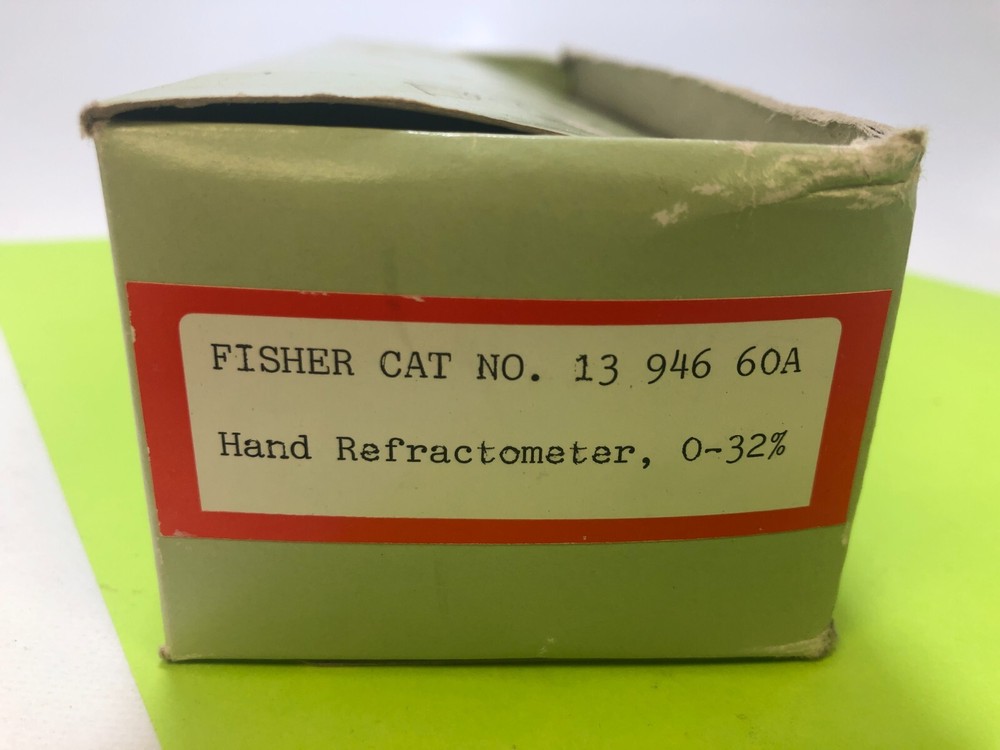 FISHER CAT NO. 13 946 60A
Hand Refractometer, 0-32%